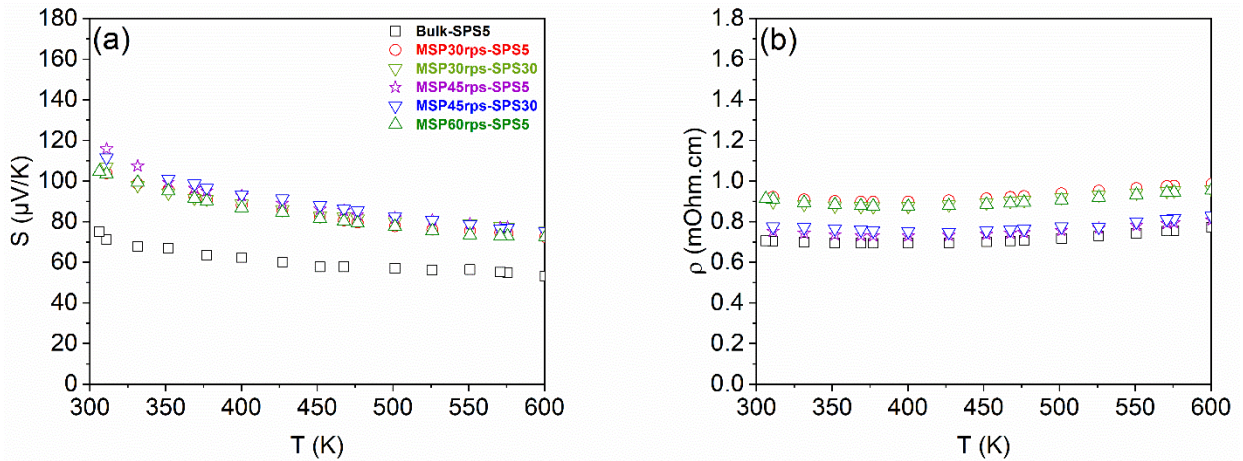 (a)
S (µV/K)
180
160
140
120
100
80
60
40
20
0
Bulk-SPS5
MSP30rps-SPS5
MSP30rps-SPS30
MSP45rps-SPS5
MSP45rps-SPS30
MSP60rps-SPS5
300 350 400 450 500 550 600
T (K)
(b)
ρ (mOhm.cm)
1.8
1.6
1.4
1.2
1.0
0.8
0.6
0.4
0.2
0.0
300 350 400 450 500 550 600
T (K)